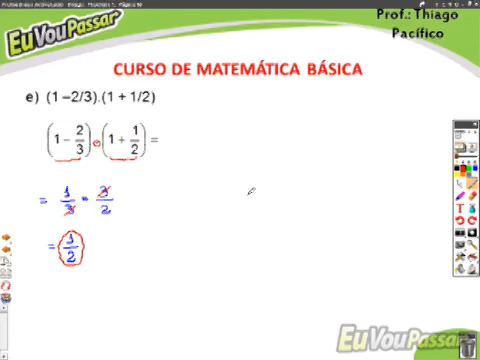 Prof.: Thiago
Pacífico
EuVouPassar
CURSO DE MATEMÁTICA BÁSICA
e) (1 –2/3).(1 + 1/2)
(1 − 2/3) • (1 + 1/2) =
= 1/3 = 3/2
= 1/2
EuVouPassar